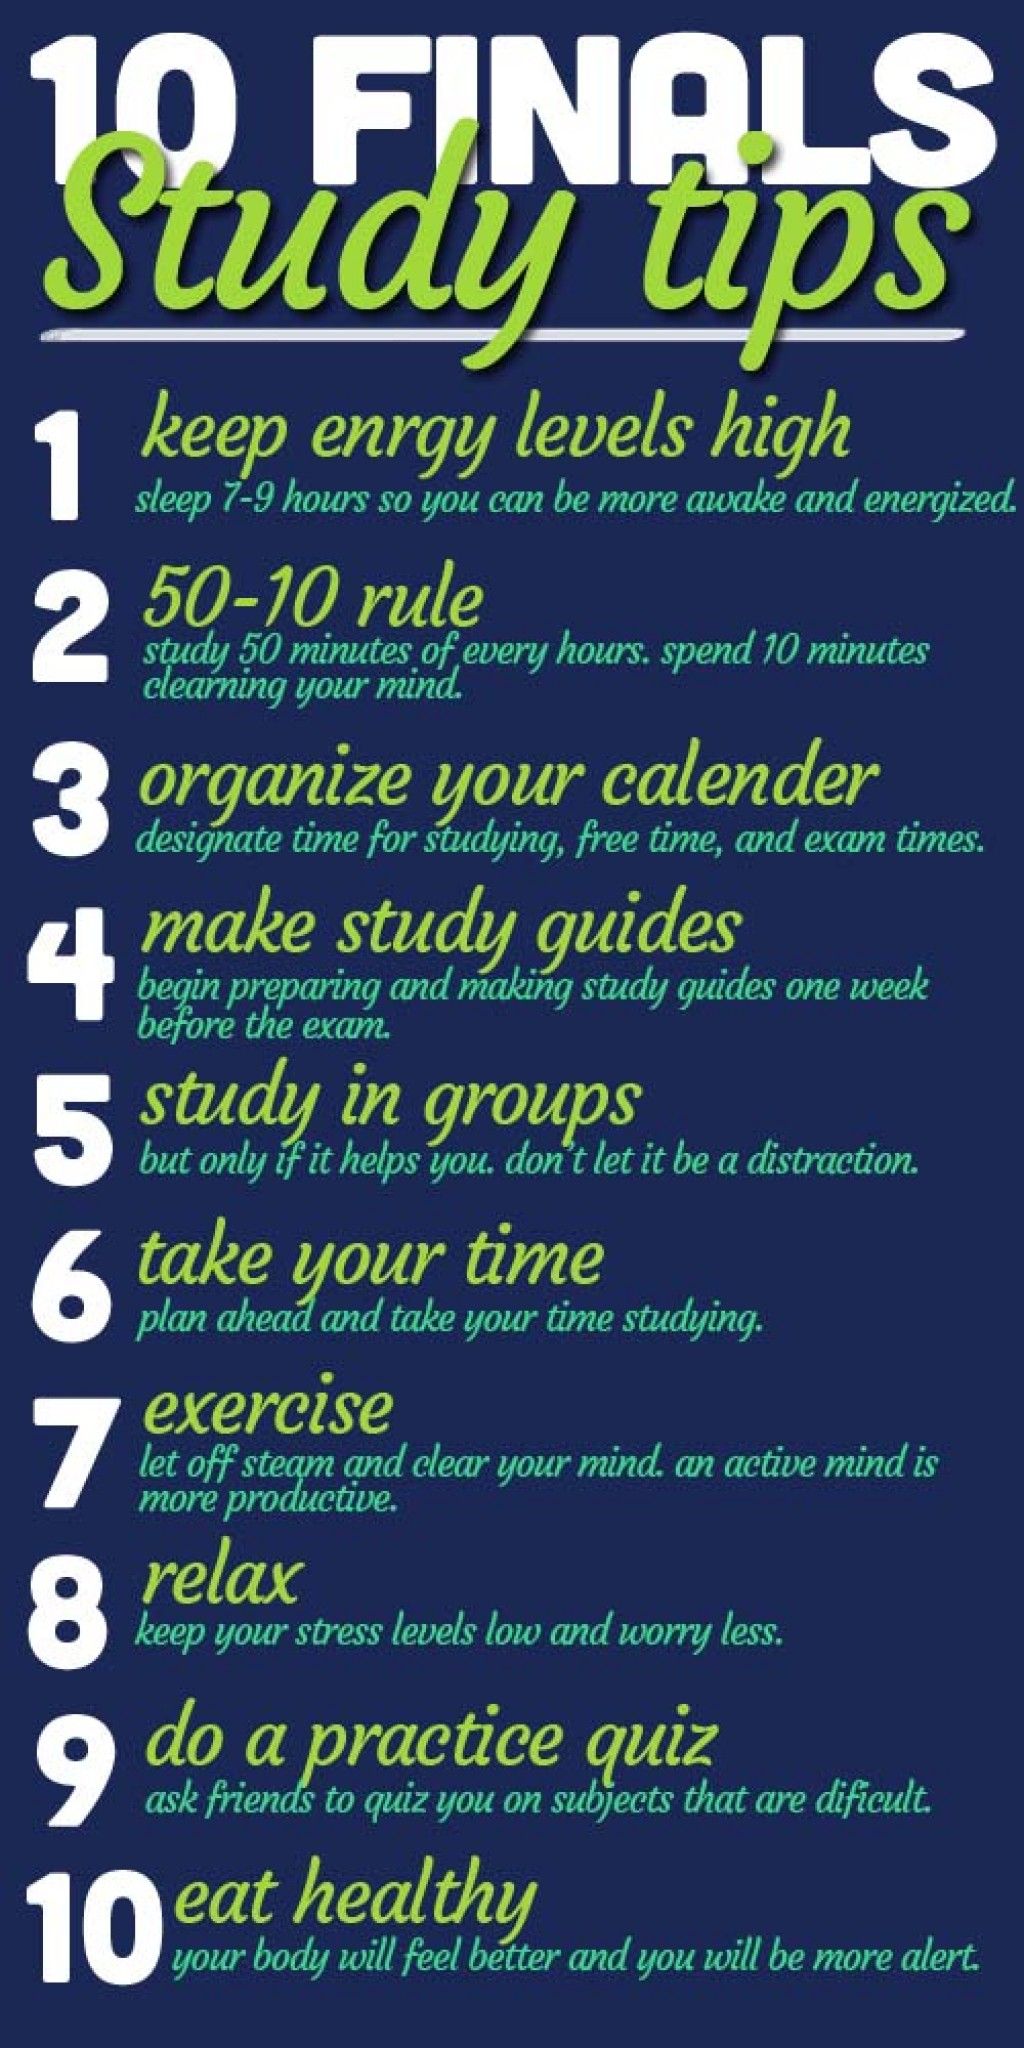 10 FINALS
Study tips
1 keep enrgy levels high
sleep 7-9 hours so you can be more awake and energized.
2 50-10 rule
study 50 minutes of every hours. spend 10 minutes
clearning your mind.
3 organize your calender
designate time for studying, free time, and exam times.
4 make study guides
begin preparing and making study guides one week
before the exam.
5 study in groups
but only if it helps you. don't let it be a distraction.
6 take your time
plan ahead and take your time studying.
7 exercise
let off steam and clear your mind. an active mind is
more productive.
8 relax
keep your stress levels low and worry less.
9 do a practice quiz
ask friends to quiz you on subjects that are dificult.
10 eat healthy
your body will feel better and you will be more alert.